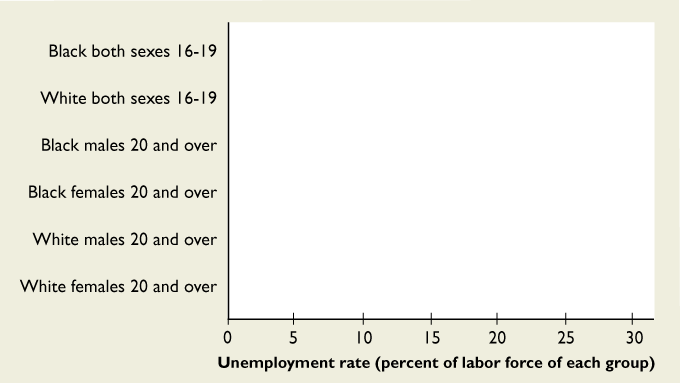 Black both sexes 16-19
White both sexes 16-19
Black males 20 and over
Black females 20 and over
White males 20 and over
White females 20 and over
0 5 10 15 20 25 30
Unemployment rate (percent of labor force of each group)